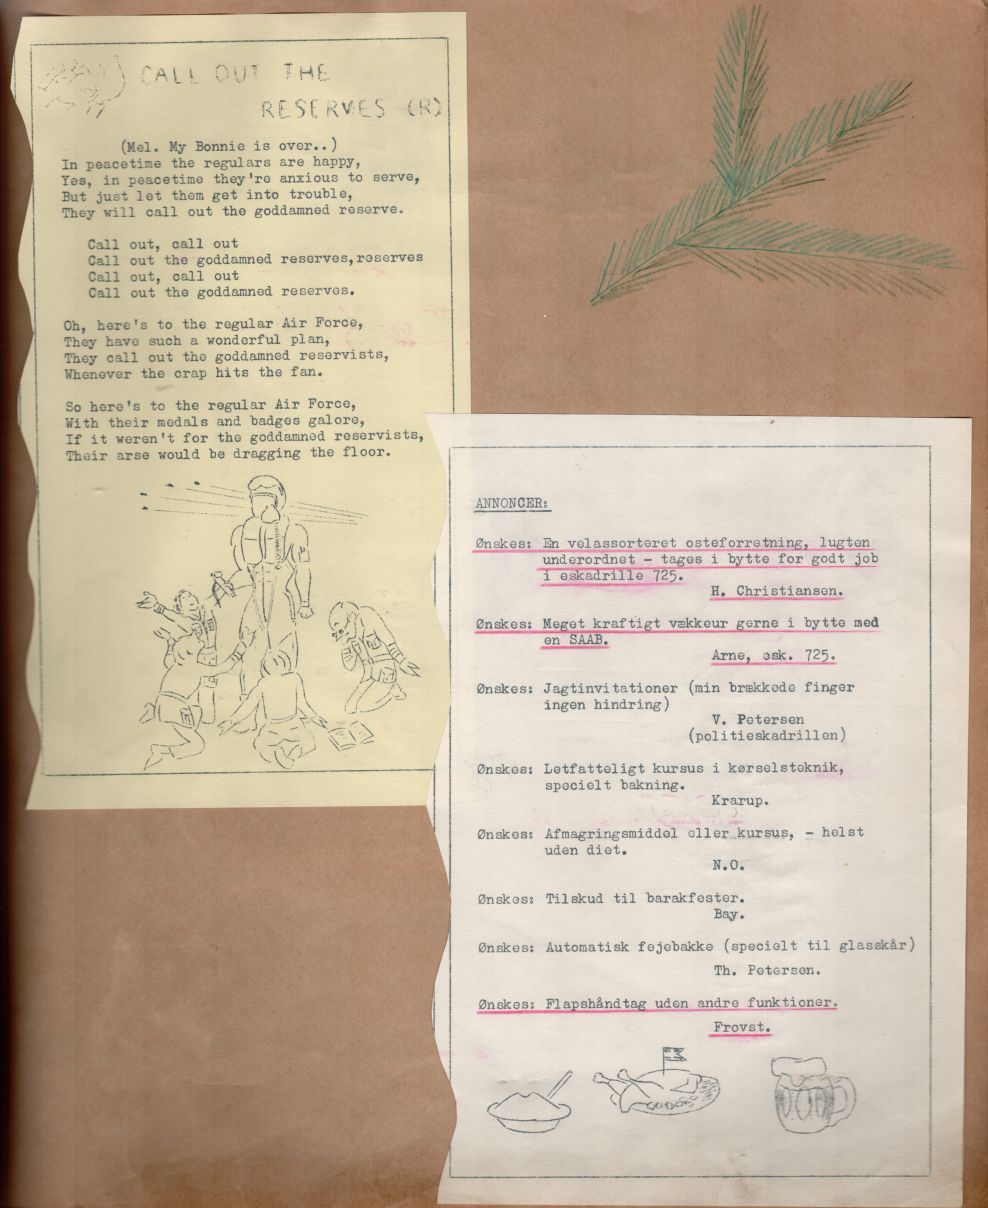 CALL OUT THE
RESERVES (R)
(Mel. My Bonnie is over..)
In peacetime the regulars are happy,
Yes, in peacetime they're anxious to serve,
But just let them get into trouble,
They will call out the goddamned reserve.
Call out, call out
Call out the goddamned reserves,reserves
Call out, call out
Call out the goddamned reserves.
Oh, here's to the regular Air Force,
They have such a wonderful plan,
They call out the goddamned reservists,
Whenever the crap hits the fan.
So here's to the regular Air Force,
With their medals and badges galore,
If it weren't for the goddamned reservists,
Their arse would be dragging the floor.
ANNONCER:
Ønskes: En velassorteret osteforretning, lugten
underordnet - tages i bytte for godt job
i eskadrille 725.
H. Christiansen.
Ønskes: Meget kraftigt vækkeur gerne i bytte med
en SAAB.
Arne, esk. 725.
Ønskes: Jagtinvitationer (min brækkede finger
ingen hindring)
V. Petersen
(politieskadrillen)
Ønskes: Letfatteligt kursus i kørselsteknik,
specielt bakning.
Krarup.
Ønskes: Afmagringsmiddel eller kursus, - helst
uden diet.
N.O.
Ønskes: Tilskud til barakfester.
Bay.
Ønskes: Automatisk fejebakke (specielt til glasskår)
Th. Petersen.
Ønskes: Flapshåndtag uden andre funktioner.
Frovst.